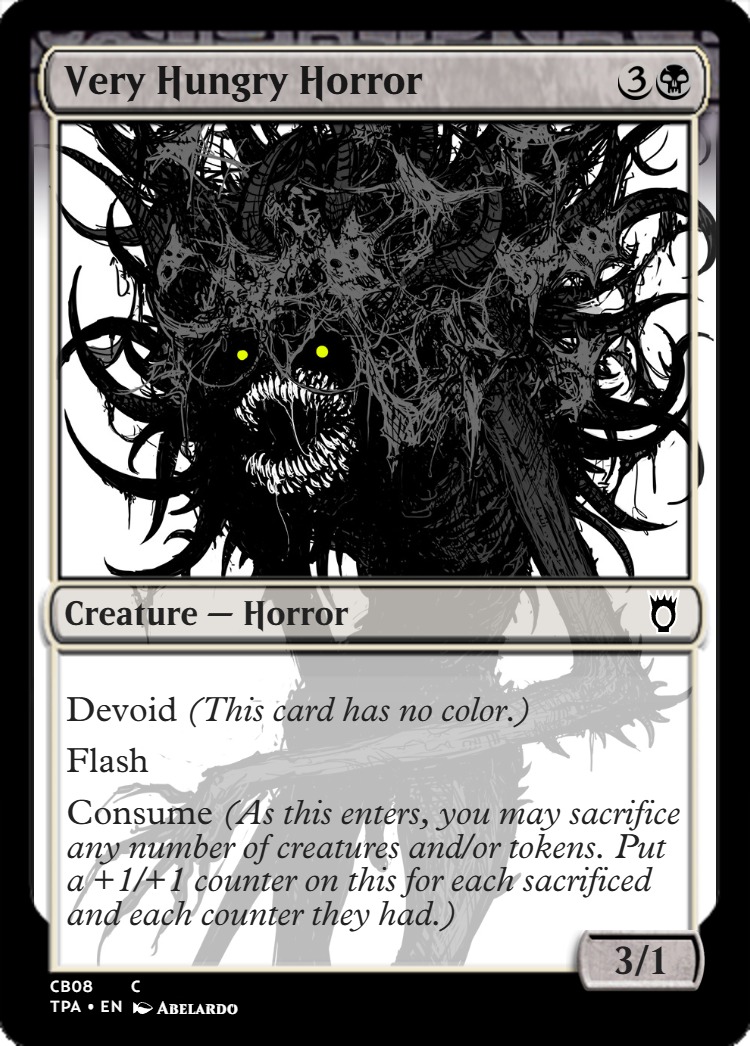 Very Hungry Horror 3
Creature — Horror
Devoid (This card has no color.)
Flash
Consume (As this enters, you may sacrifice
any number of creatures and/or tokens. Put
a +1/+1 counter on this for each sacrificed
and each counter they had.)
3/1
CB08 C
TPA • EN Abelardo